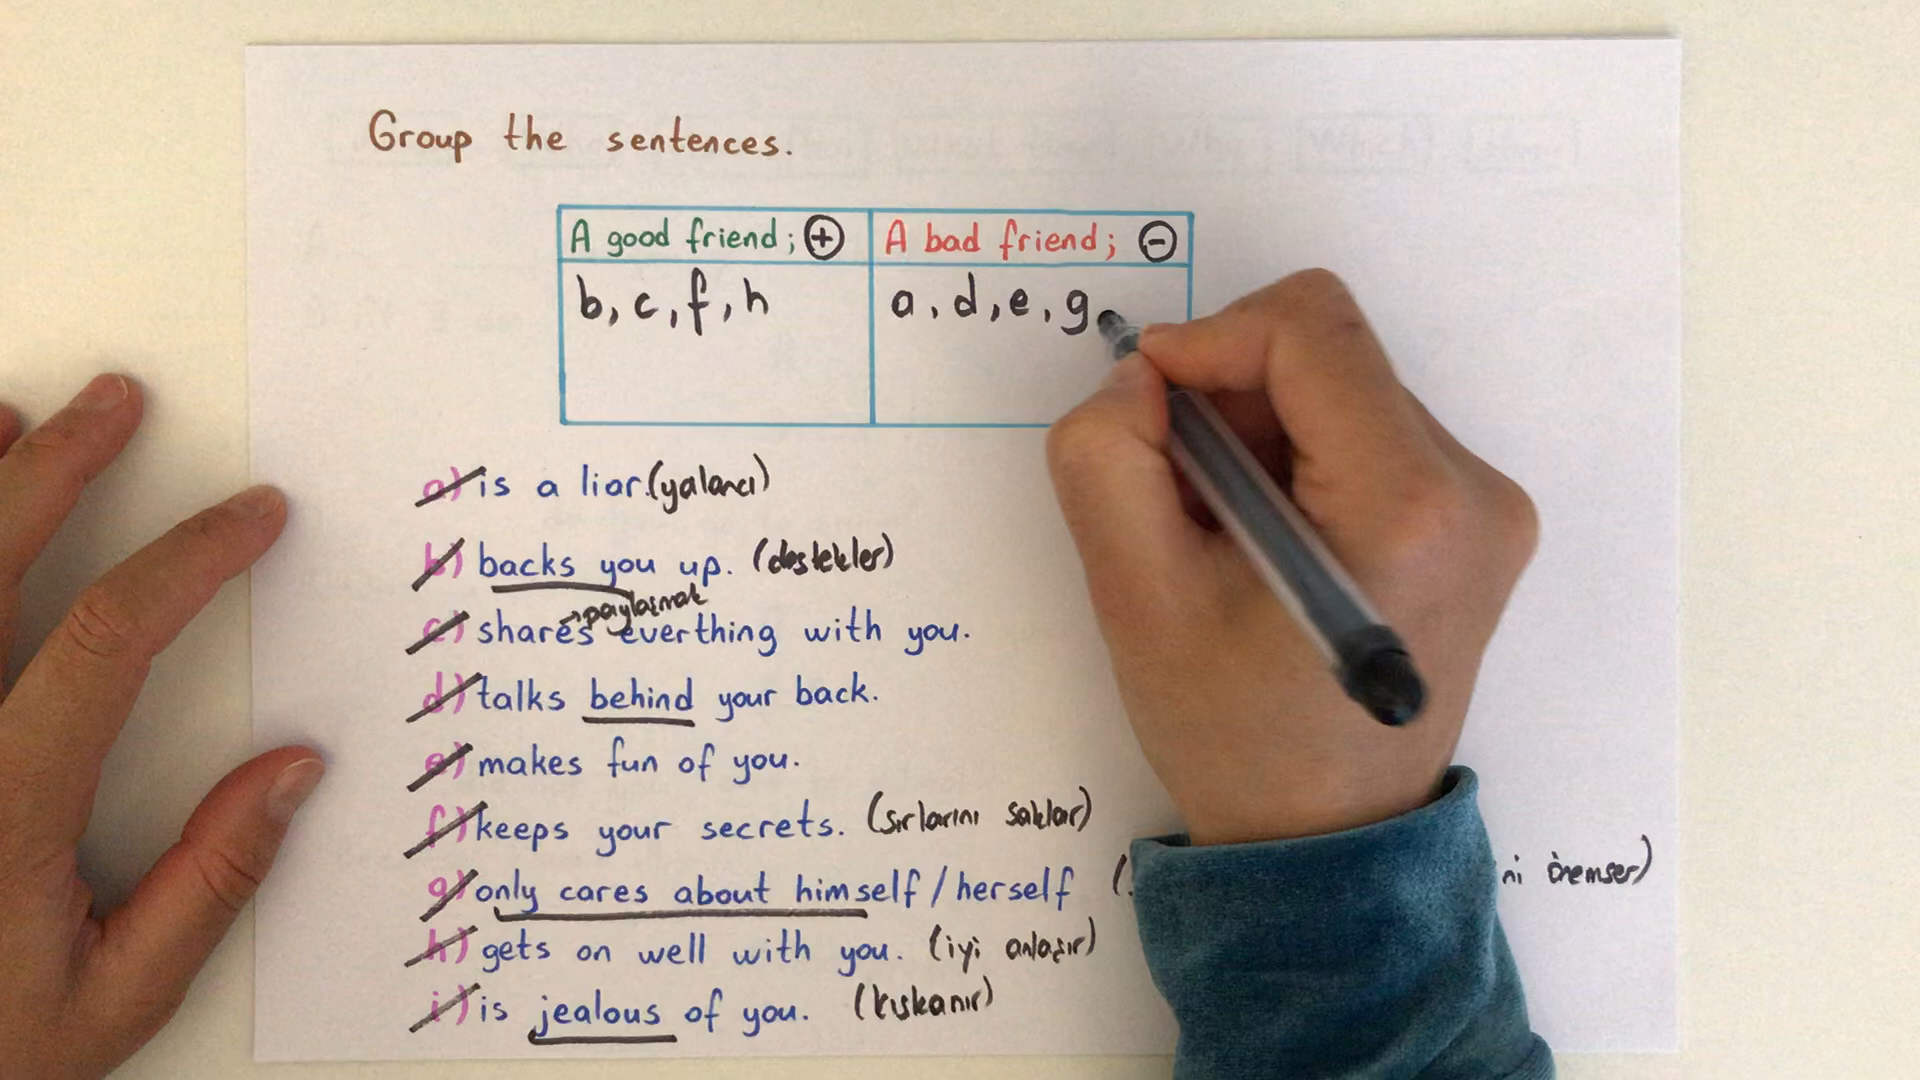 Group the sentences.
A good friend; + A bad friend; -
b, c, f, h a, d, e, g
a) is a liar. (yalancı)
b) backs you up. (destekler)
→ paylaşmak
c) shares everthing with you.
d) talks behind your back.
e) makes fun of you.
f) keeps your secrets. (sırlarını saklar)
g) only cares about himself / herself ( ni önemser)
h) gets on well with you. (iyi anlaşır)
i) is jealous of you. (kıskanır)